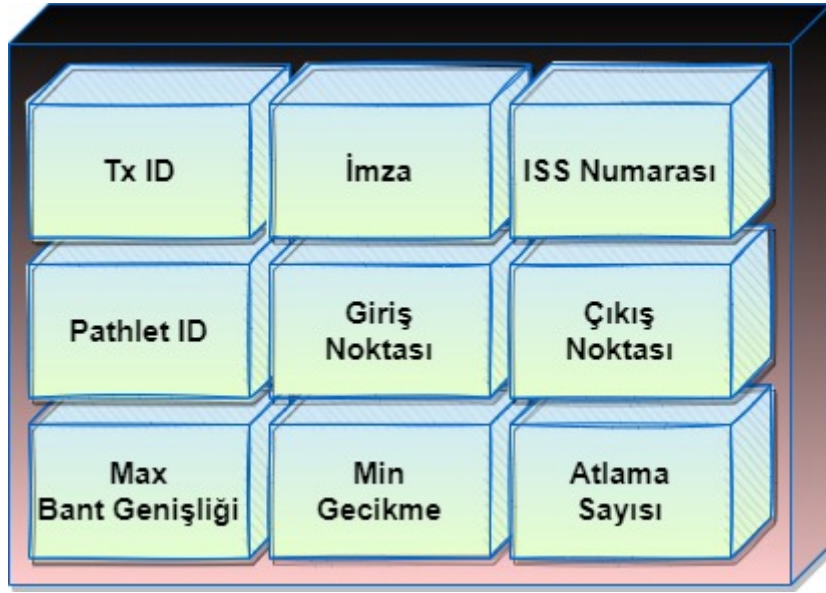 Tx ID
İmza
ISS Numarası
Pathlet ID
Giriş
Noktası
Çıkış
Noktası
Max
Bant Genişliği
Min
Gecikme
Atlama
Sayısı